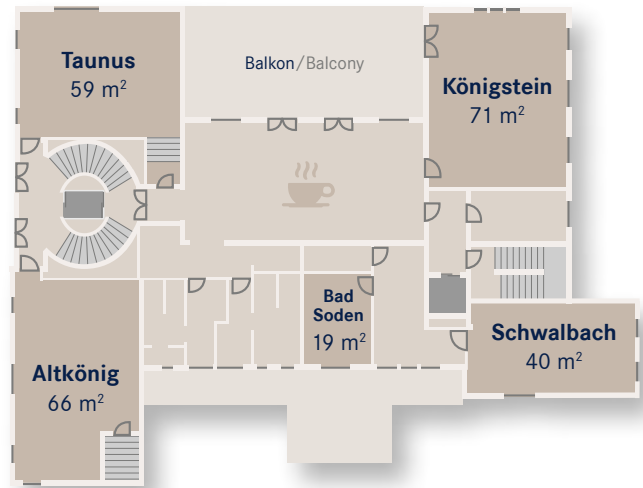 Taunus
59 m²
Balkon/Balcony
Königstein
71 m²
Bad
Soden
19 m²
Schwalbach
40 m²
Altkönig
66 m²